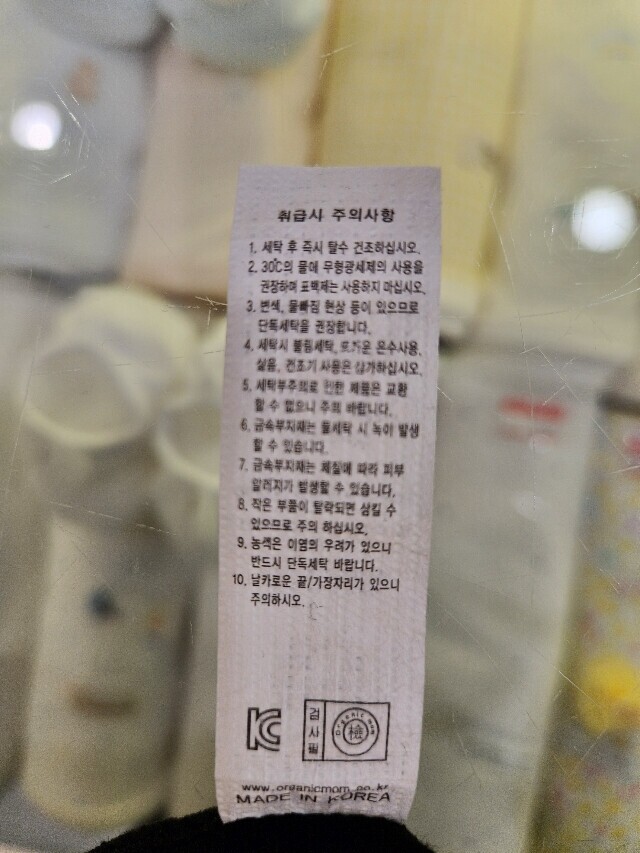 취급시 주의사항
1. 세탁 후 즉시 탈수 건조하십시오.
2. 30℃의 물에 무형광세제의 사용을
권장하며 표백제는 사용하지 마십시오.
3. 변색, 물빠짐 현상 등이 있으므로
단독세탁을 권장합니다.
4. 세탁시 불림세탁, 뜨거운 온수사용,
삶음, 건조기 사용은 삼가하십시오.
5. 세탁부주의로 인한 제품은 교환
할 수 없으니 주의 바랍니다.
6. 금속부자재는 물세탁 시 녹이 발생
할 수 있습니다.
7. 금속부자재는 체질에 따라 피부
알러지가 발생할 수 있습니다.
8. 작은 부품이 탈락되면 삼킬 수
있으므로 주의 하십시오.
9. 농색은 이염의 우려가 있으니
반드시 단독세탁 바랍니다.
10. 날카로운 끝/가장자리가 있으니
주의하시오.
KC
검사필
Organic mom
檢
www.organicmom.co.kr
MADE IN KOREA